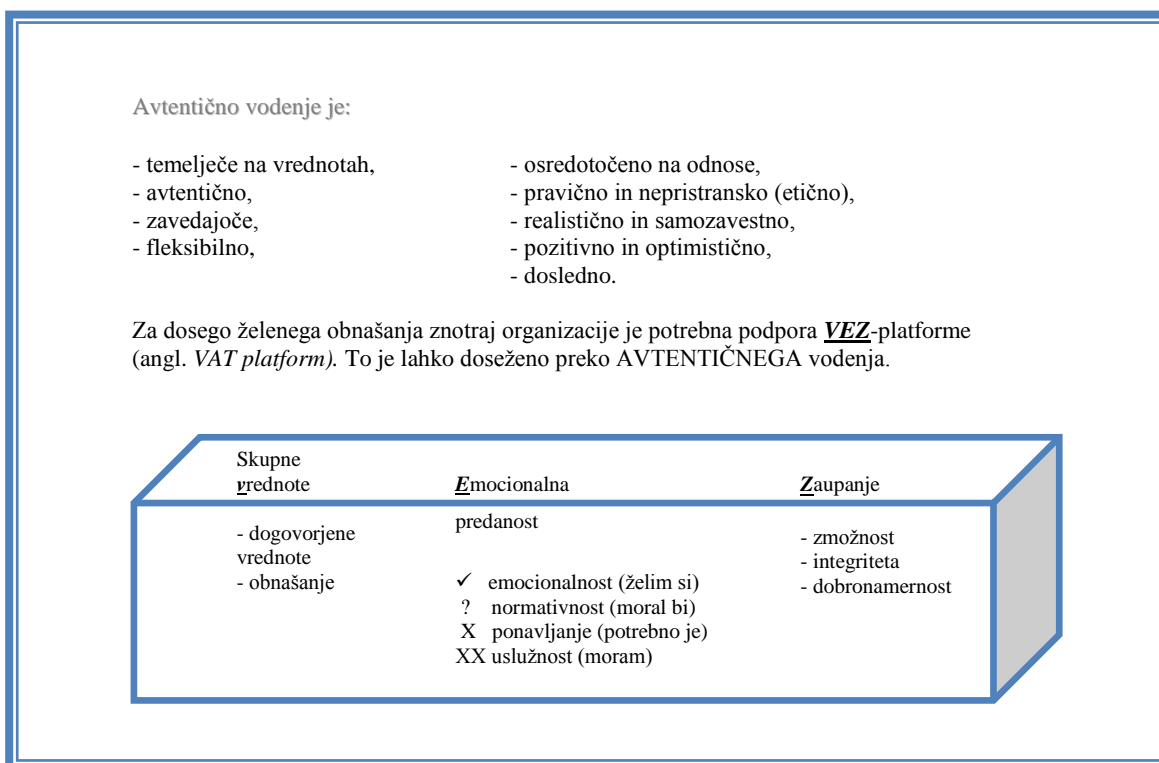 Avtentično vodenje je:
- temelječe na vrednotah,
- avtentično,
- zavedajoče,
- fleksibilno,
- osredotočeno na odnose,
- pravično in nepristransko (etično),
- realistično in samozavestno,
- pozitivno in optimistično,
- dosledno.
Za dosego želenega obnašanja znotraj organizacije je potrebna podpora VEZ-platforme
(angl. VAT platform). To je lahko doseženo preko AVTENTIČNEGA vodenja.
Skupne
vrednote
- dogovorjene
vrednote
- obnašanje
Emocionalna
predanost
✓ emocionalnost (želim si)
? normativnost (moral bi)
X ponavljanje (potrebno je)
XX uslužnost (moram)
Zaupanje
- zmožnost
- integriteta
- dobronamernost